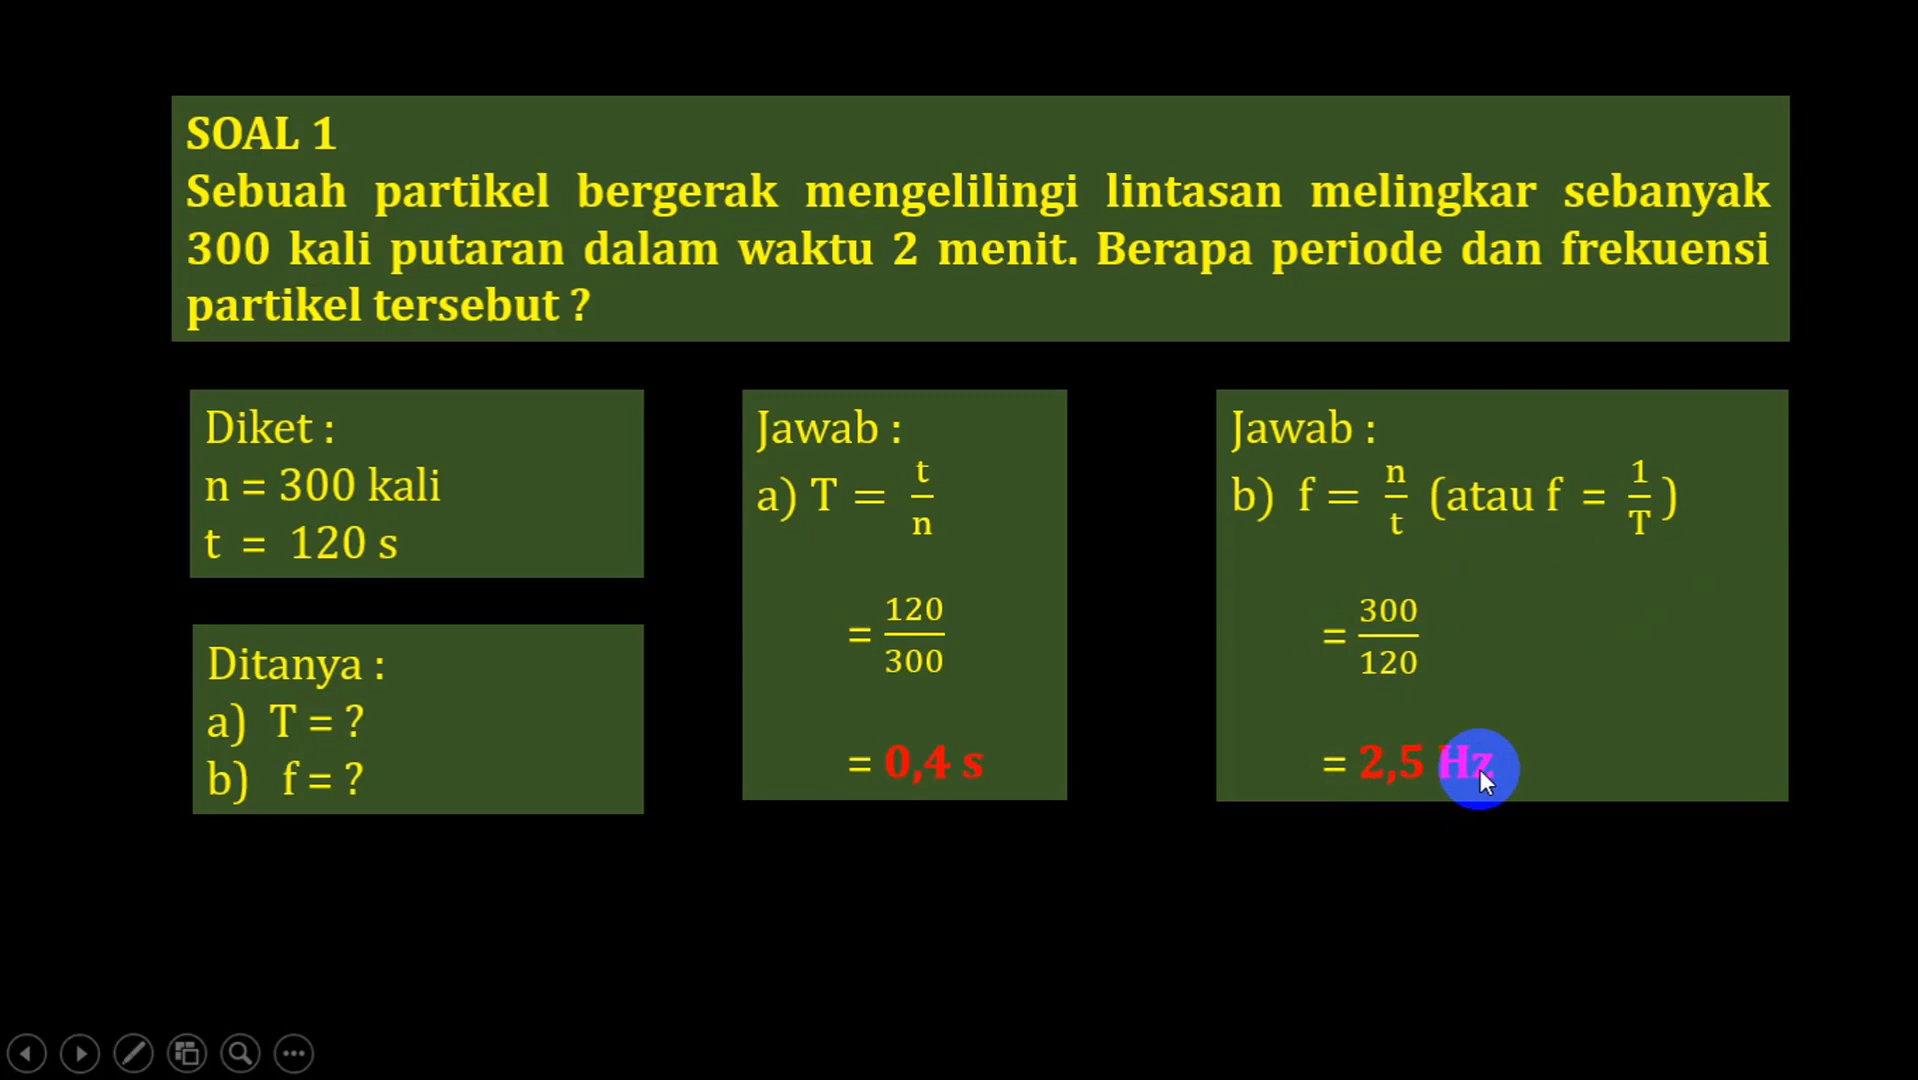 SOAL 1
Sebuah partikel bergerak mengelilingi lintasan melingkar sebanyak
300 kali putaran dalam waktu 2 menit. Berapa periode dan frekuensi
partikel tersebut ?
Diket :
n = 300 kali
t = 120 s
Ditanya :
a) T = ?
b) f = ?
Jawab :
a) T = t/n
= 120/300
= 0,4 s
Jawab :
b) f = n/t (atau f = 1/T)
= 300/120
= 2,5 Hz